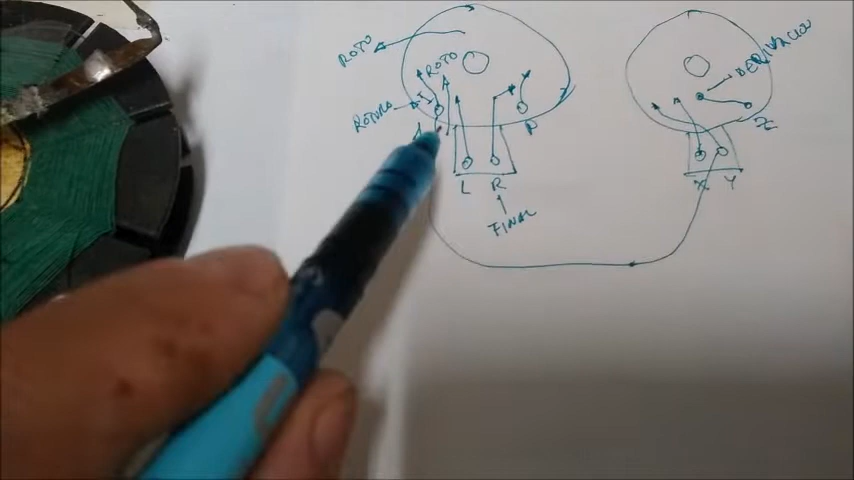 ROTO
ROTO
DERIVACION
ROTURA
R
X
L
R
X
Y
FINAL